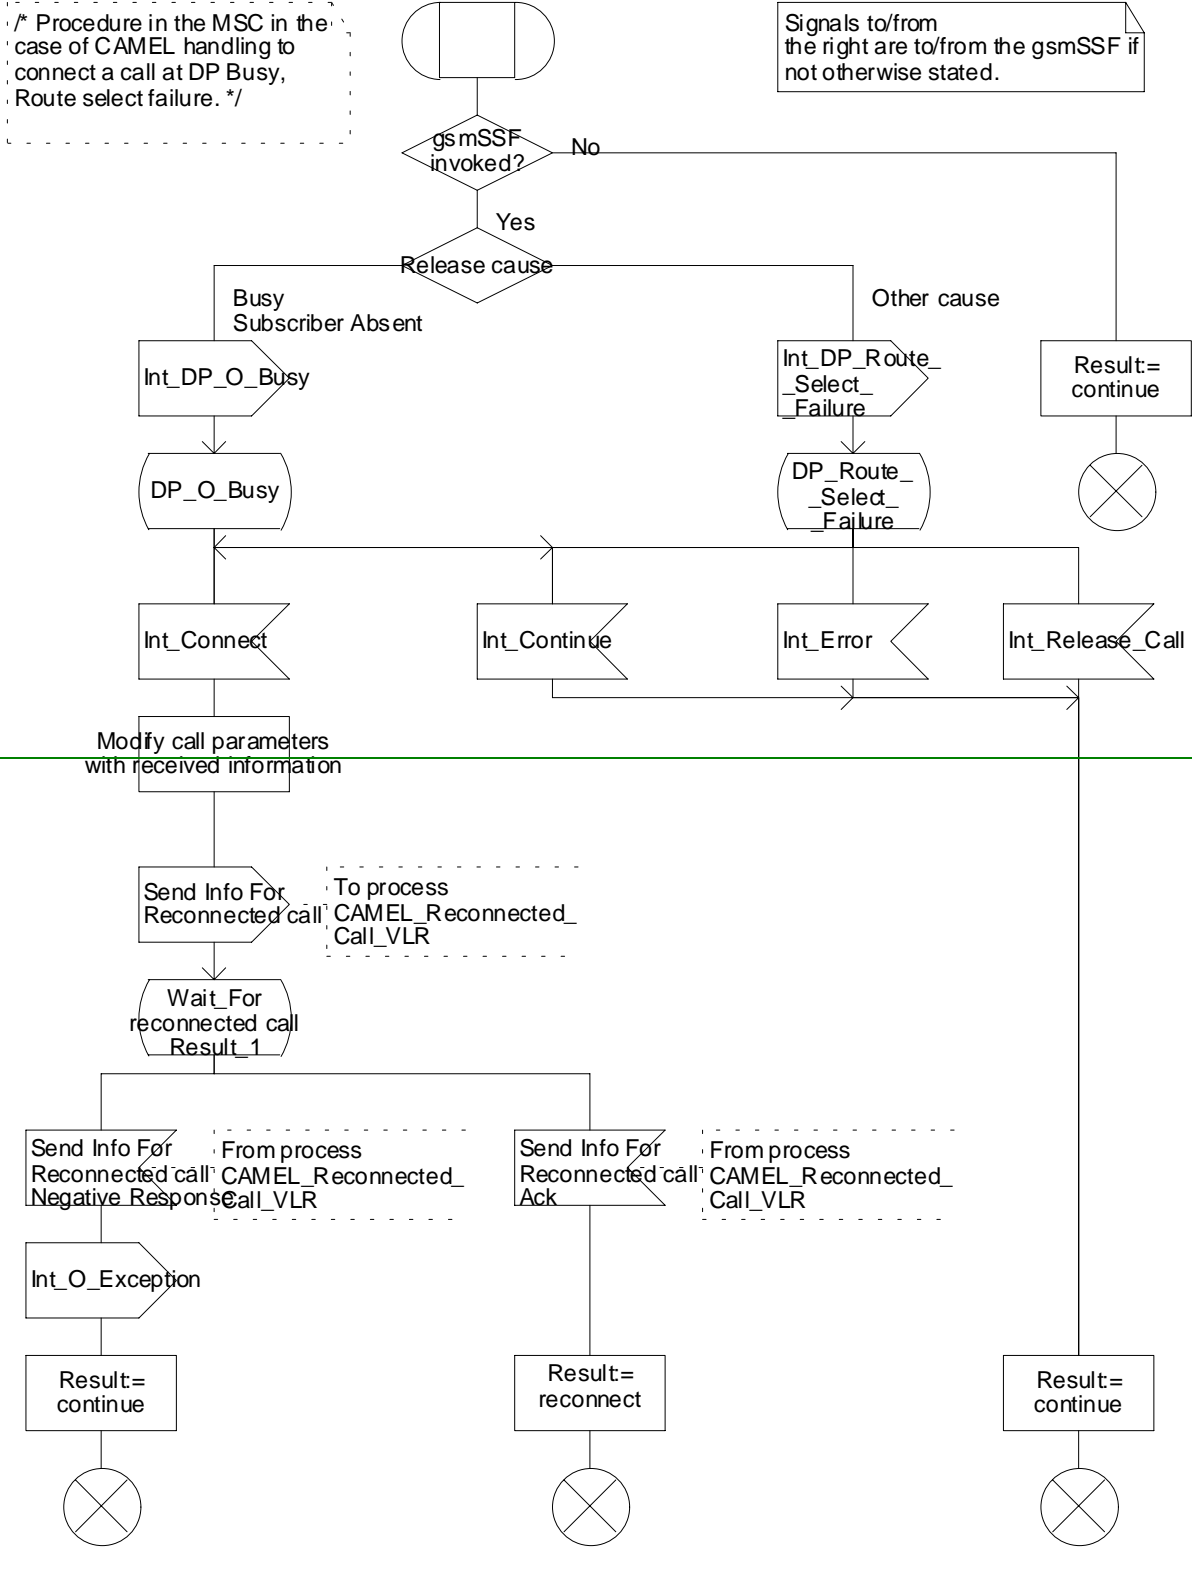 /* Procedure in the MSC in the
case of CAMEL handling to
connect a call at DP Busy,
Route select failure. */
Signals to/from
the right are to/from the gsmSSF if
not otherwise stated.
gsmSSF
invoked?
No
Yes
Release cause
Busy
Subscriber Absent
Other cause
Int_DP_O_Busy
Int_DP_Route_
_Select_
_Failure
Result:=
continue
DP_O_Busy
DP_Route_
_Select_
_Failure
Int_Connect
Int_Continue
Int_Error
Int_Release_Call
Modify call parameters
with received information
Send Info For
Reconnected call
To process
CAMEL_Reconnected_
Call_VLR
Wait_For
reconnected call
Result_1
Send Info For
Reconnected call
Negative Response
From process
CAMEL_Reconnected_
Call_VLR
Send Info For
Reconnected call
Ack
From process
CAMEL_Reconnected_
Call_VLR
Int_O_Exception
Result:=
continue
Result:=
reconnect
Result:=
continue